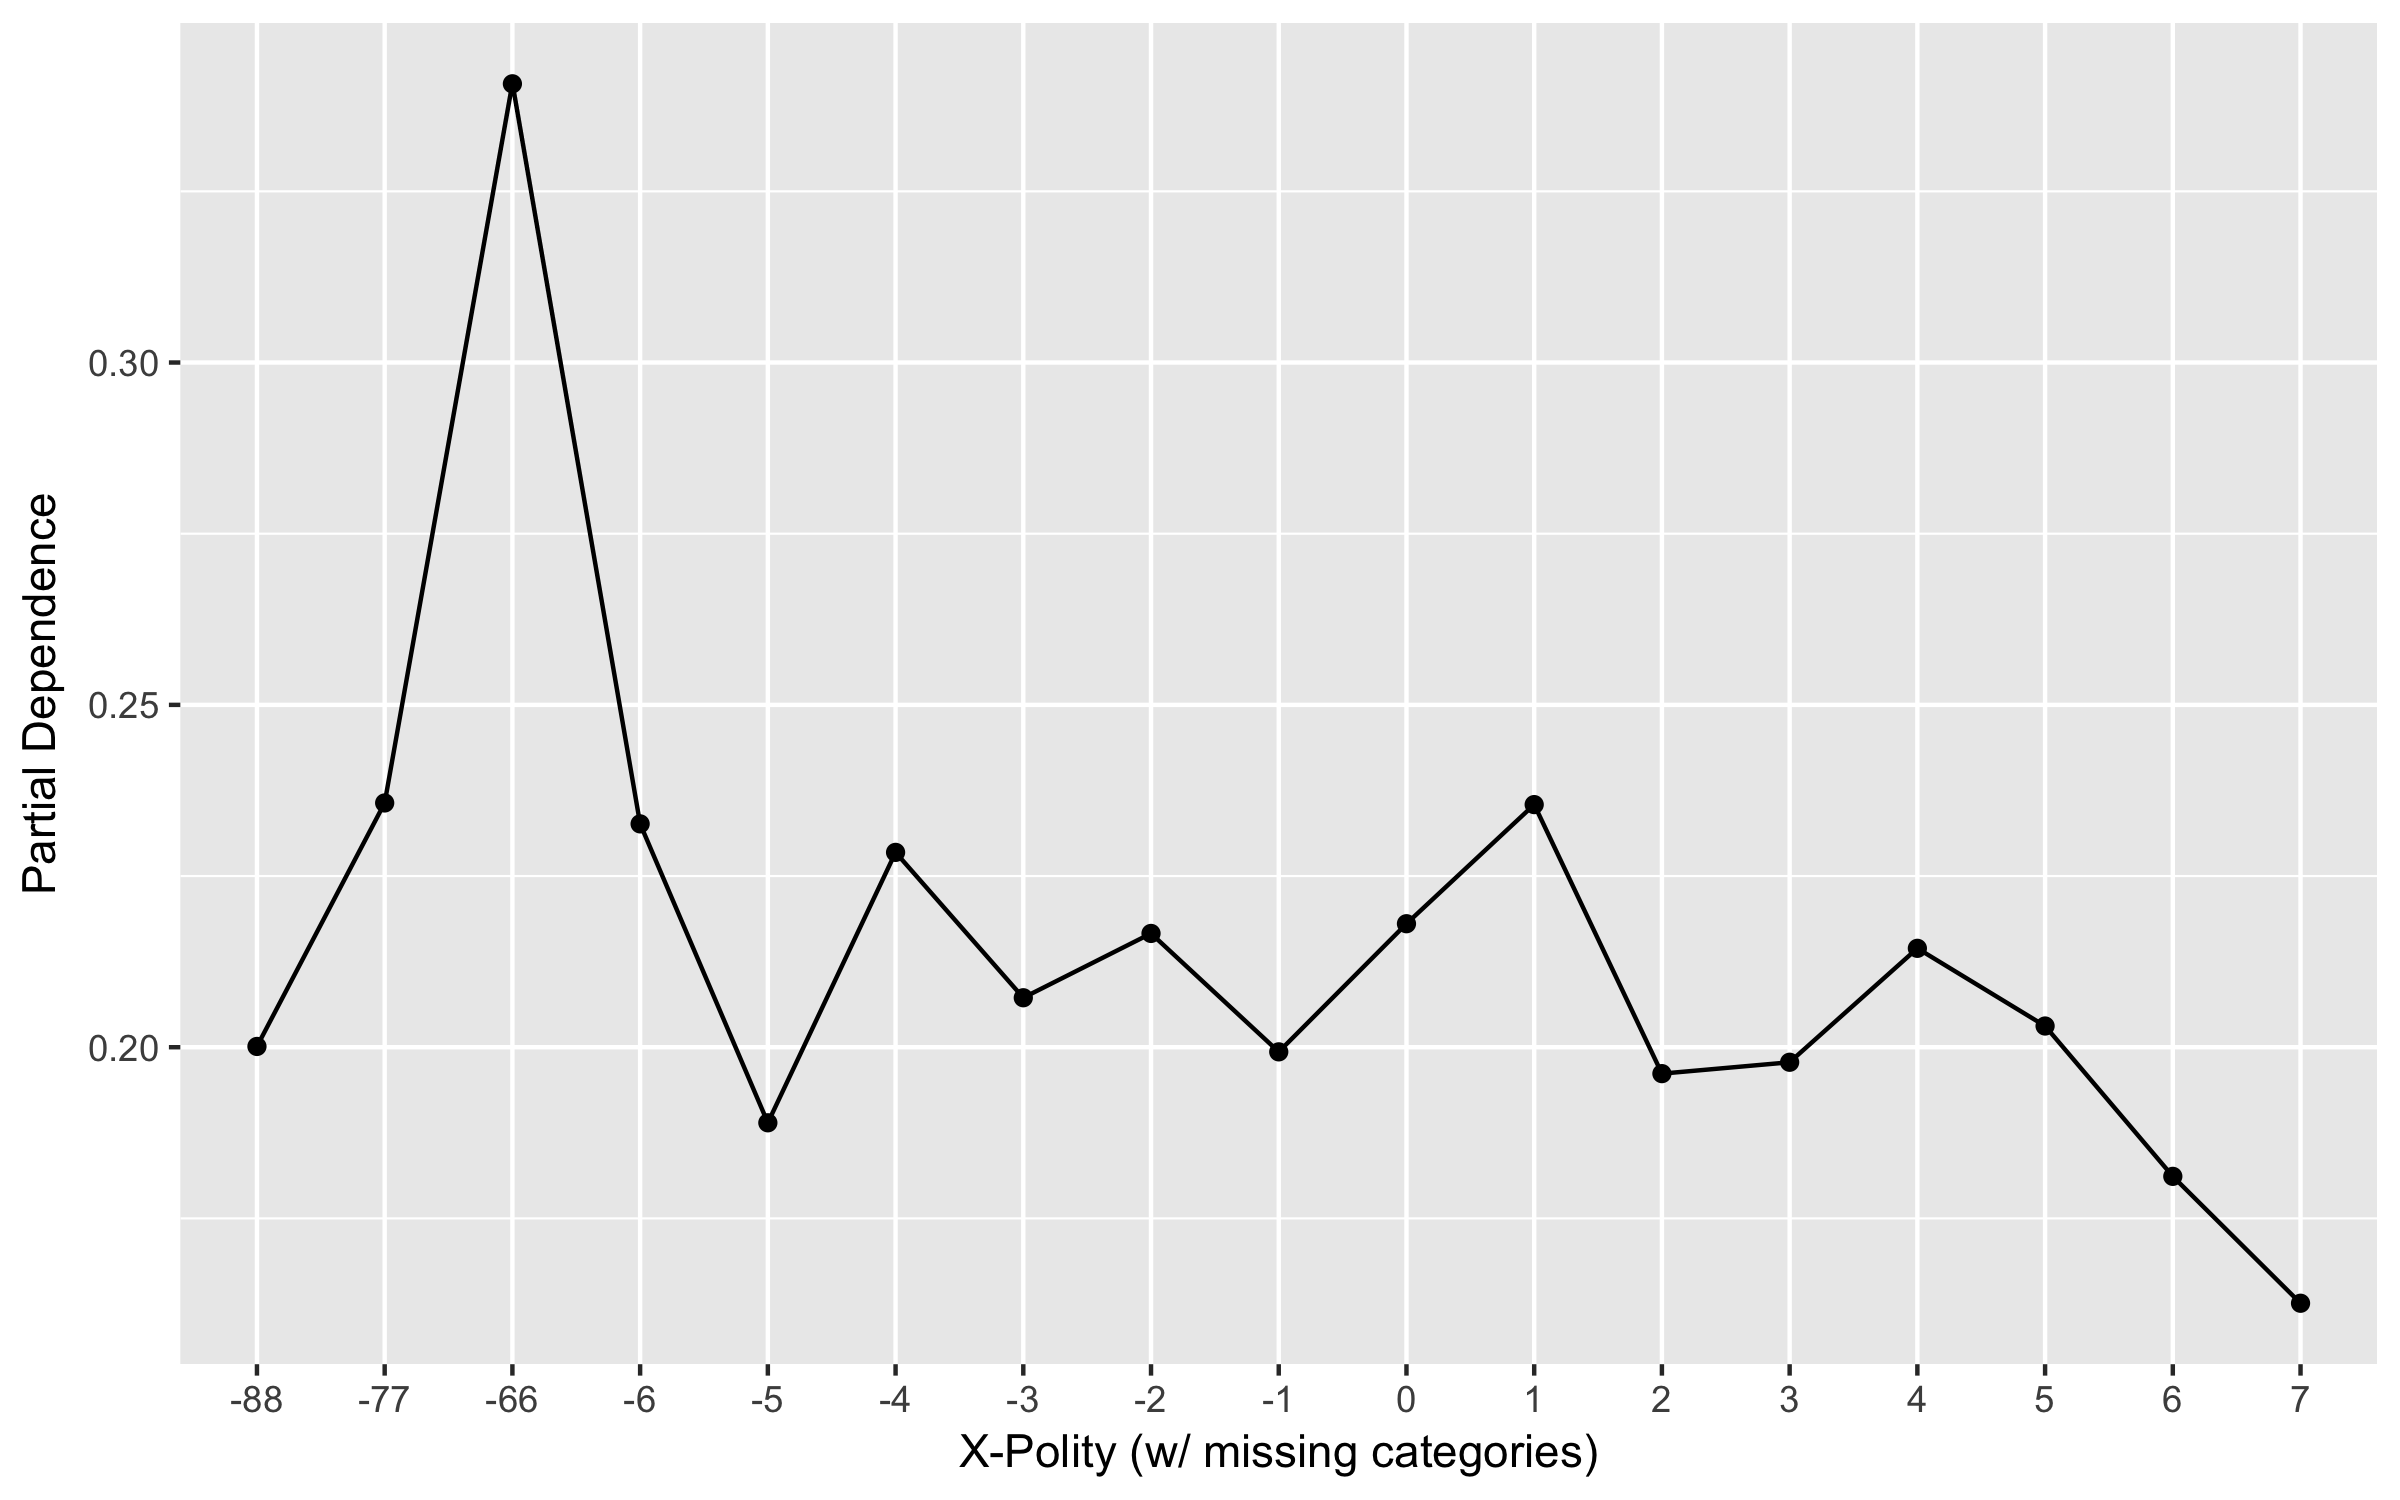 Partial Dependence
0.30
0.25
0.20
-88 -77 -66 -6 -5 -4 -3 -2 -1 0 1 2 3 4 5 6 7
X-Polity (w/ missing categories)